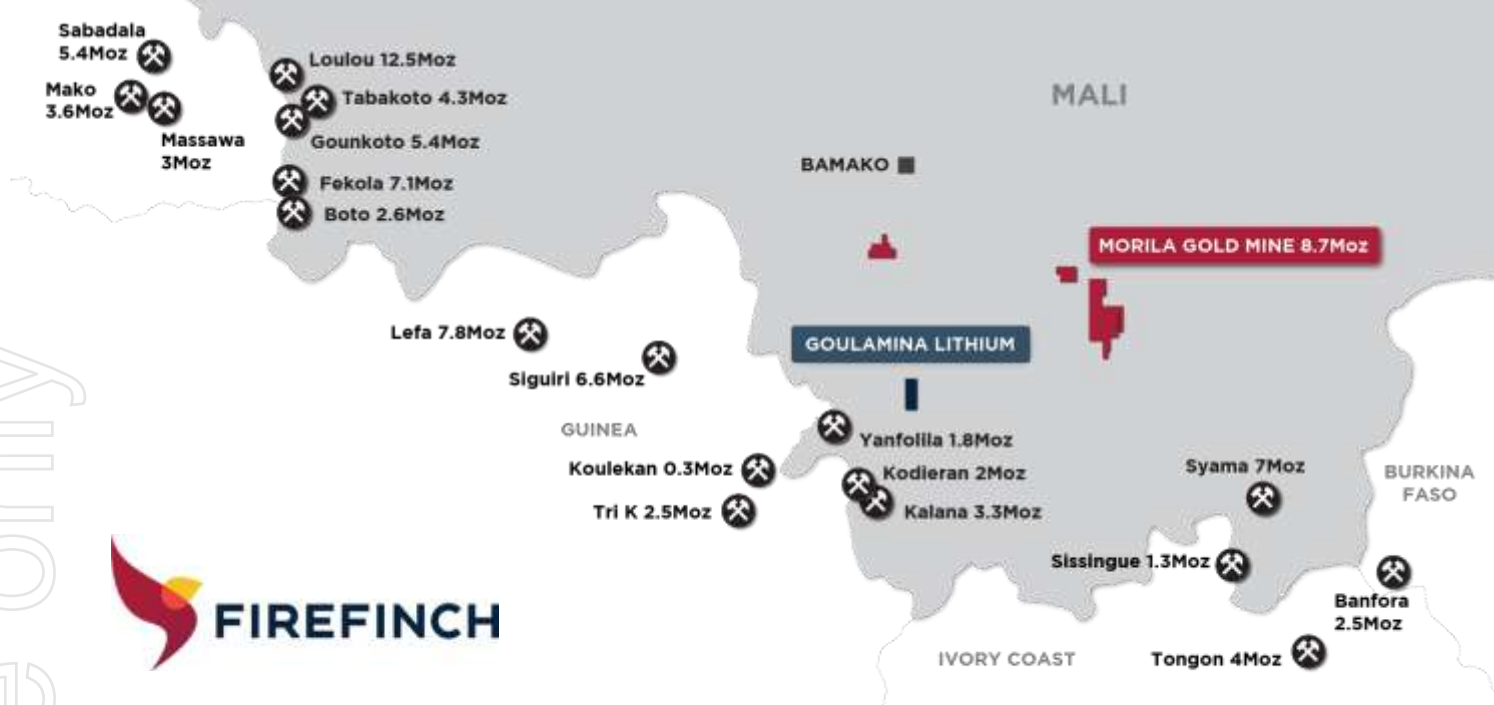 Sabadala
5.4Moz
Loulou 12.5Moz
MALI
Mako
3.6Moz
Tabakoto 4.3Moz
Massawa
3Moz
Gounkoto 5.4Moz
BAMAKO
Fekola 7.1Moz
Boto 2.6Moz
MORILA GOLD MINE 8.7Moz
Lefa 7.8Moz
GOULAMINA LITHIUM
Siguiri 6.6Moz
GUINEA
Yanfolila 1.8Moz
Koulekan 0.3Moz
Kodieran 2Moz
Syama 7Moz
BURKINA
FASO
Tri K 2.5Moz
Kalana 3.3Moz
Sissingue 1.3Moz
Banfora
2.5Moz
FIREFINCH
IVORY COAST
Tongon 4Moz
e only